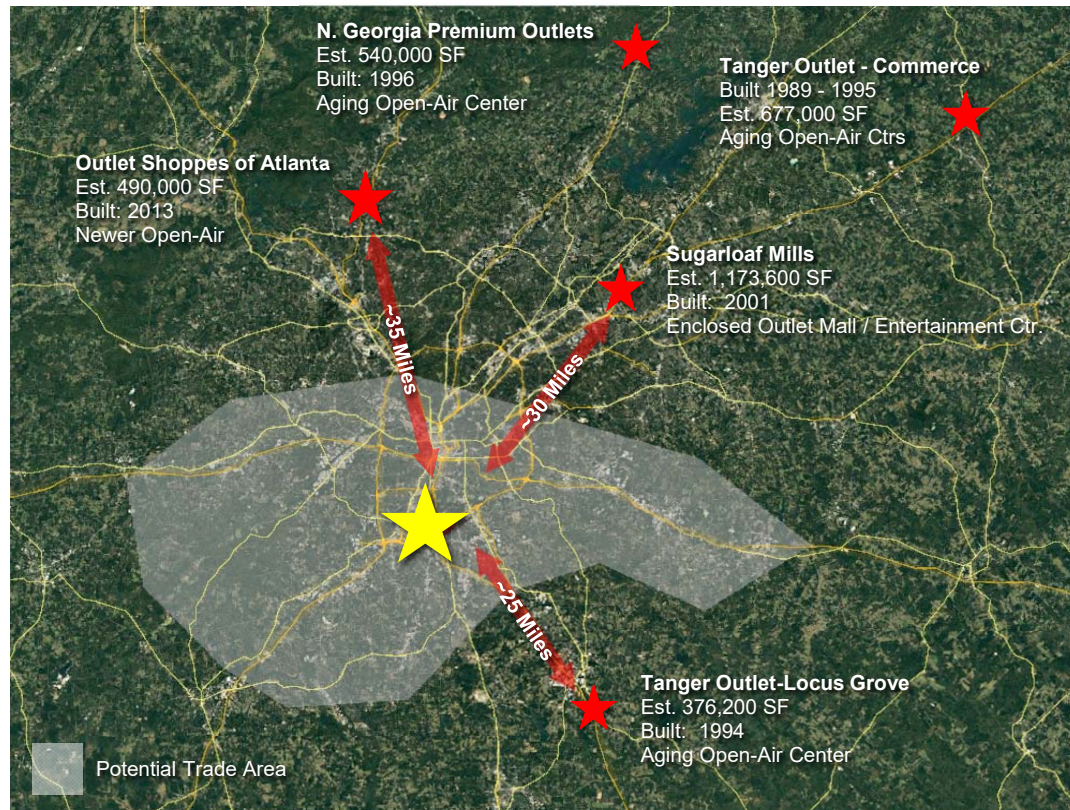 N. Georgia Premium Outlets
Est. 540,000 SF
Built: 1996
Aging Open-Air Center
Tanger Outlet - Commerce
Built 1989 - 1995
Est. 677,000 SF
Aging Open-Air Ctrs
Outlet Shoppes of Atlanta
Est. 490,000 SF
Built: 2013
Newer Open-Air
Sugarloaf Mills
Est. 1,173,600 SF
Built: 2001
Enclosed Outlet Mall / Entertainment Ctr.
~35 Miles
~30 Miles
~25 Miles
Tanger Outlet-Locus Grove
Est. 376,200 SF
Built: 1994
Aging Open-Air Center
Potential Trade Area